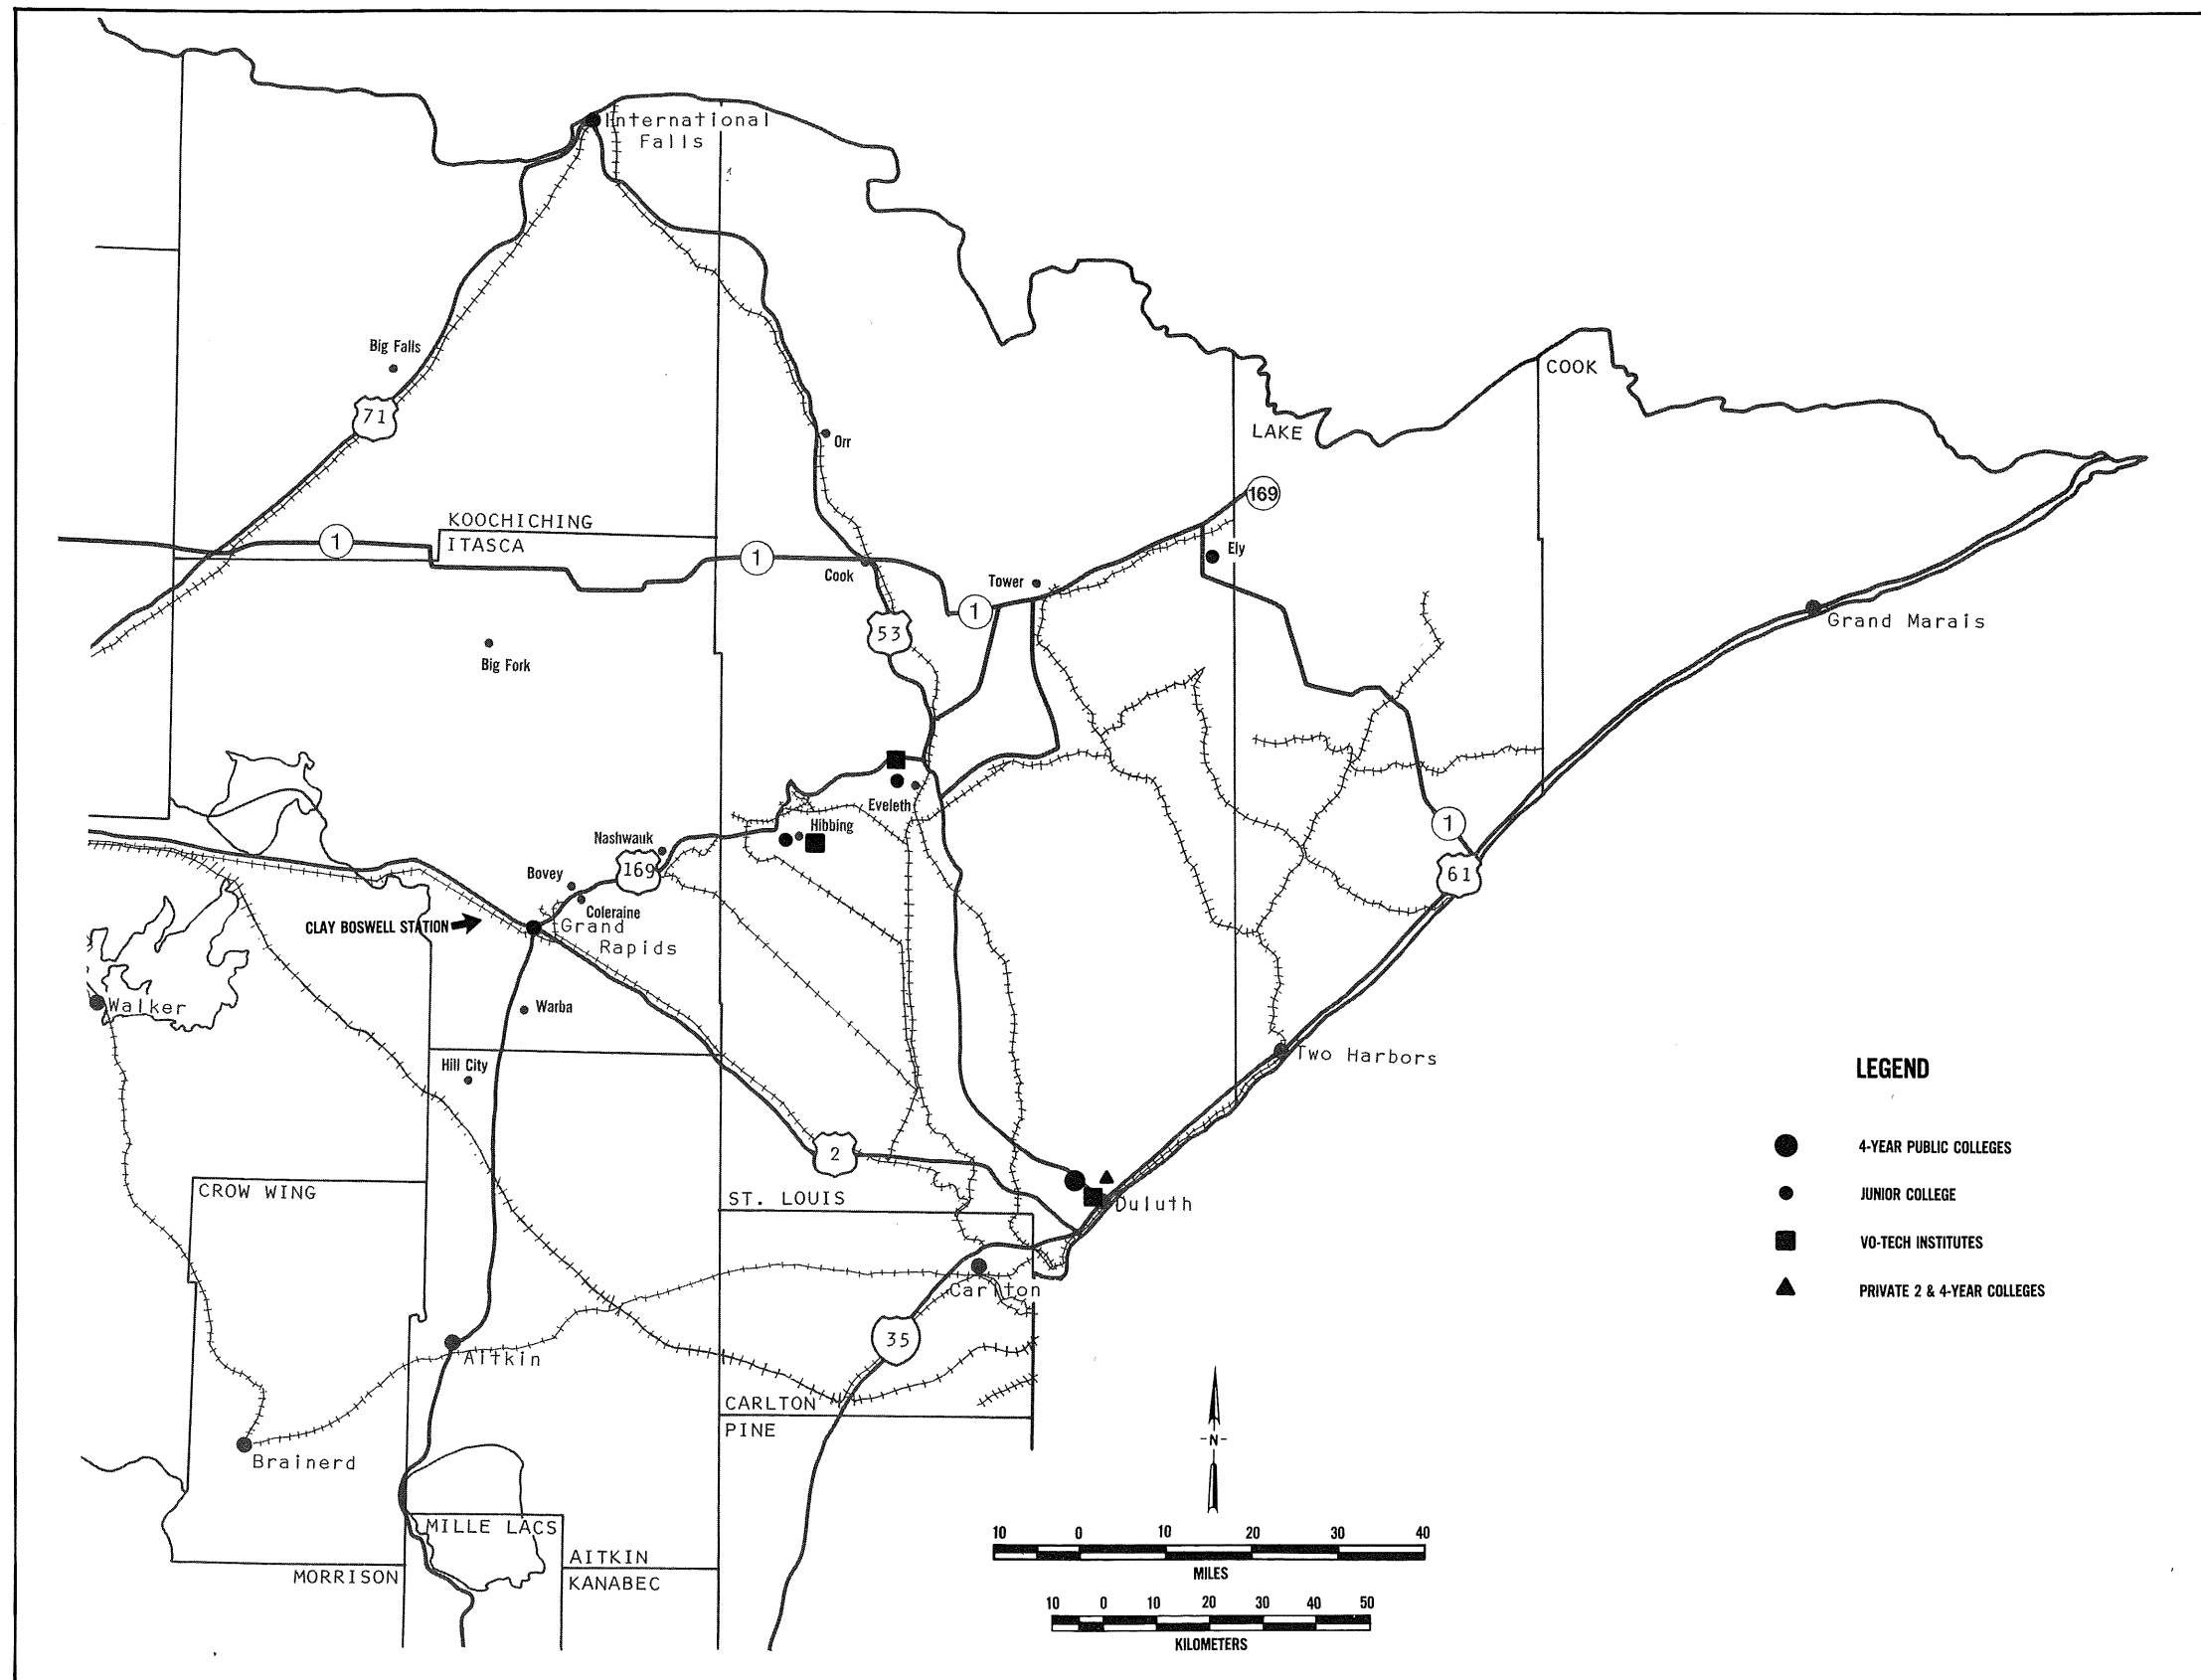 International
Falls
Big Falls
71
COOK
LAKE
Orr
169
KOOCHICHING
ITASCA
1
1
Cook
Tower
Ely
1
53
Grand Marais
Big Fork
Eveleth
Nashwauk
Hibbing
1
Bovey
169
61
CLAY BOSWELL STATION
Coleraine
Grand
Rapids
Walker
Warba
Hill City
Two Harbors
2
CROW WING
ST. LOUIS
Duluth
Carlton
35
Aitkin
CARLTON
PINE
Brainerd
MILLE LACS
AITKIN
MORRISON
KANABEC
LEGEND
4-YEAR PUBLIC COLLEGES
JUNIOR COLLEGE
VO-TECH INSTITUTES
PRIVATE 2 & 4-YEAR COLLEGES
-N-
10 0 10 20 30 40
MILES
10 0 10 20 30 40 50
KILOMETERS